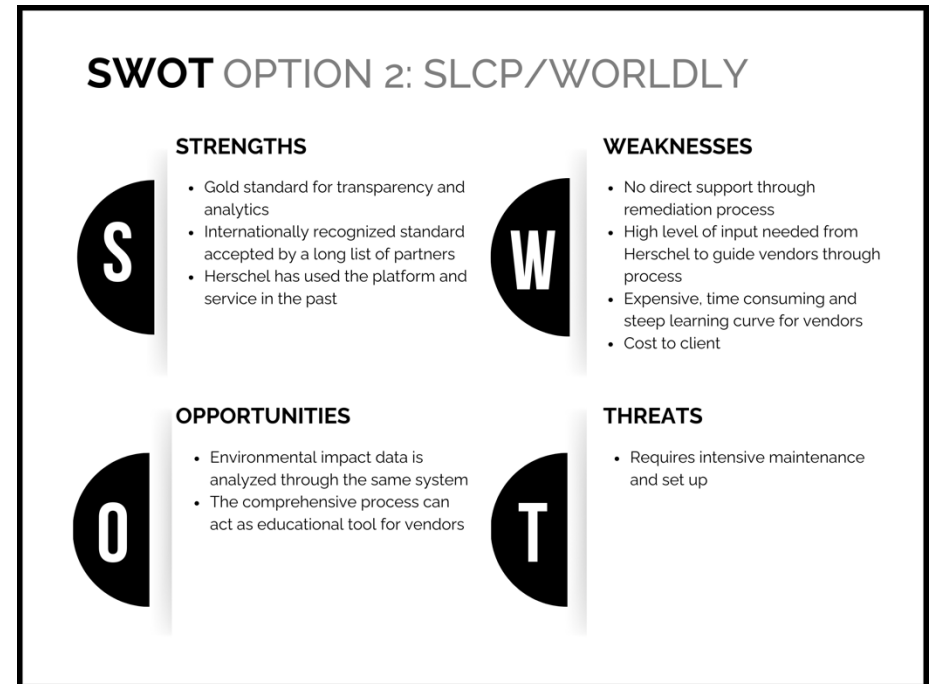 SWOT OPTION 2: SLCP/WORLDLY
S
STRENGTHS
• Gold standard for transparency and
analytics
• Internationally recognized standard
accepted by a long list of partners
• Herschel has used the platform and
service in the past
W
WEAKNESSES
• No direct support through
remediation process
• High level of input needed from
Herschel to guide vendors through
process
• Expensive, time consuming and
steep learning curve for vendors
• Cost to client
O
OPPORTUNITIES
• Environmental impact data is
analyzed through the same system
• The comprehensive process can
act as educational tool for vendors
T
THREATS
• Requires intensive maintenance
and set up